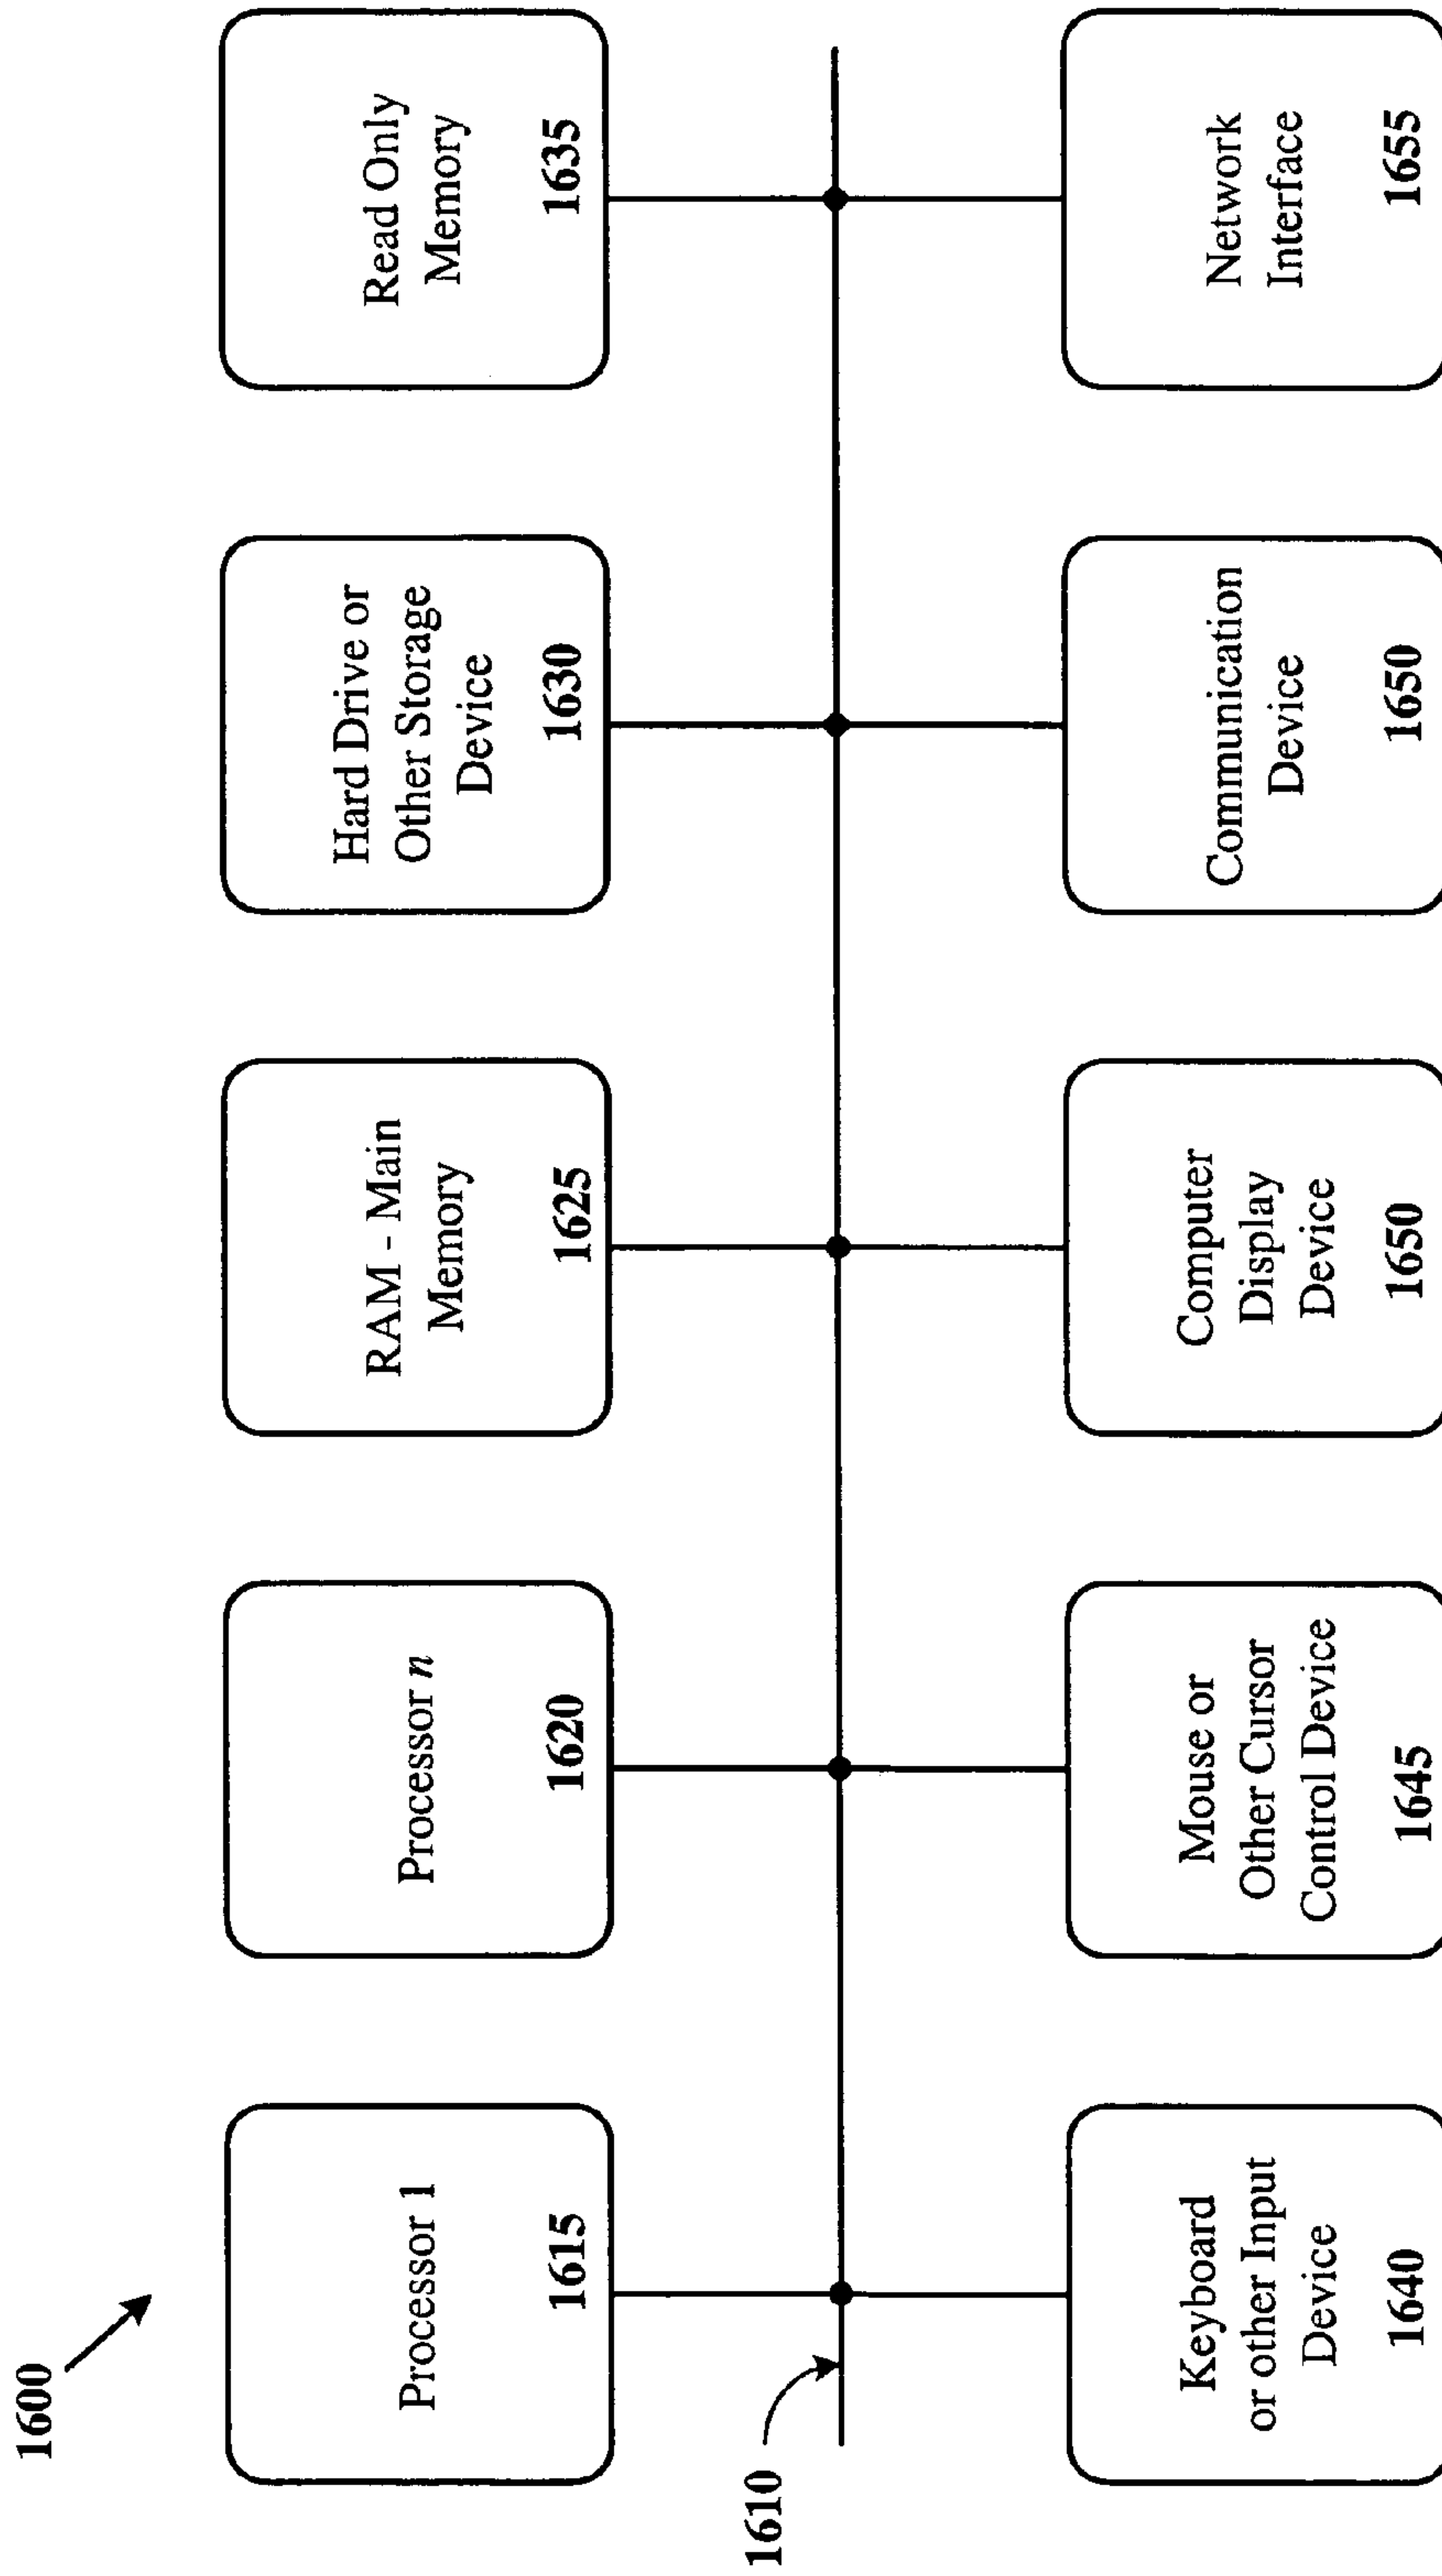 1600
Processor 1
1615
Processor n
1620
RAM - Main
Memory
1625
Hard Drive or
Other Storage
Device
1630
Read Only
Memory
1635
1610
Keyboard
or other Input
Device
1640
Mouse or
Other Cursor
Control Device
1645
Computer
Display
Device
1650
Communication
Device
1650
Network
Interface
1655